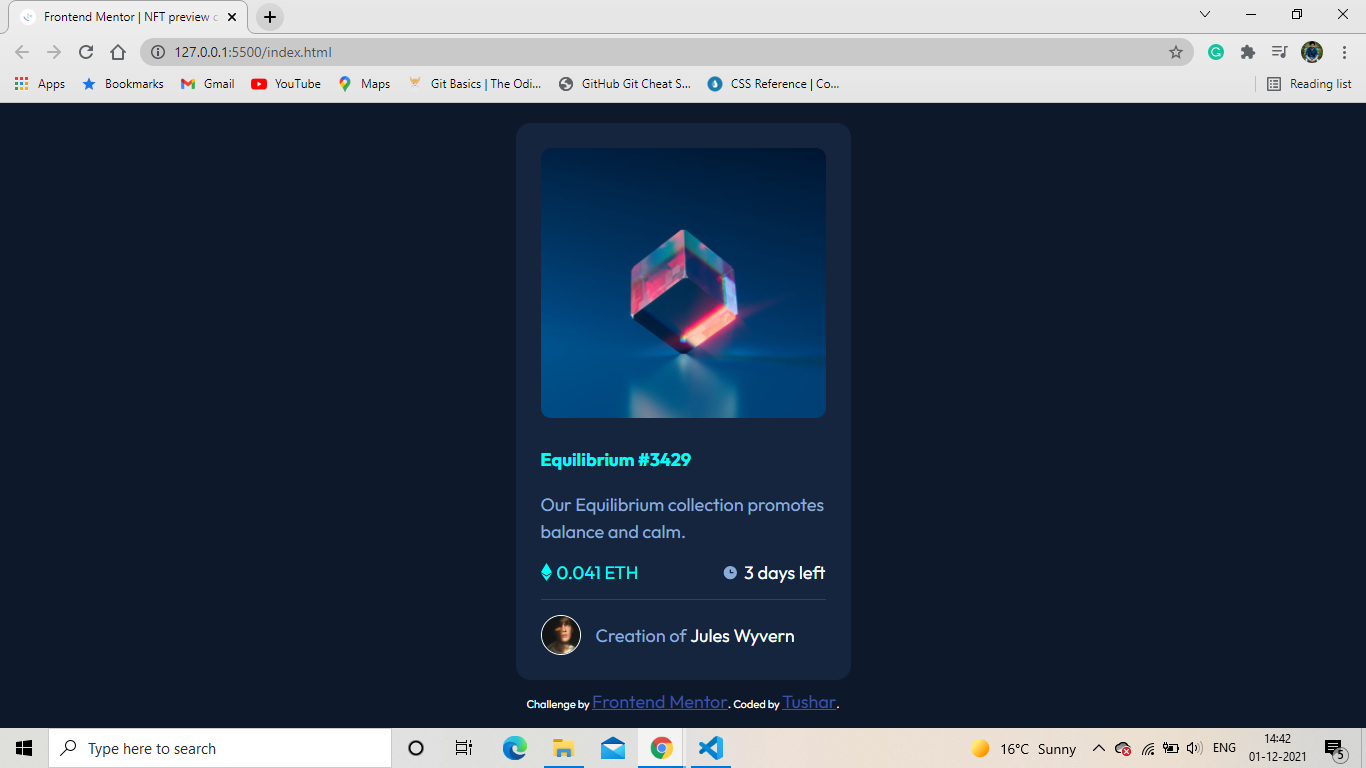 Frontend Mentor | NFT preview c
127.0.0.1:5500/index.html
Apps Bookmarks Gmail YouTube Maps Git Basics | The Odi... GitHub Git Cheat S... CSS Reference | Co... Reading list
Equilibrium #3429
Our Equilibrium collection promotes
balance and calm.
0.041 ETH 3 days left
Creation of Jules Wyvern
Challenge by Frontend Mentor. Coded by Tushar.
Type here to search
16°C Sunny
ENG
14:42
01-12-2021
5